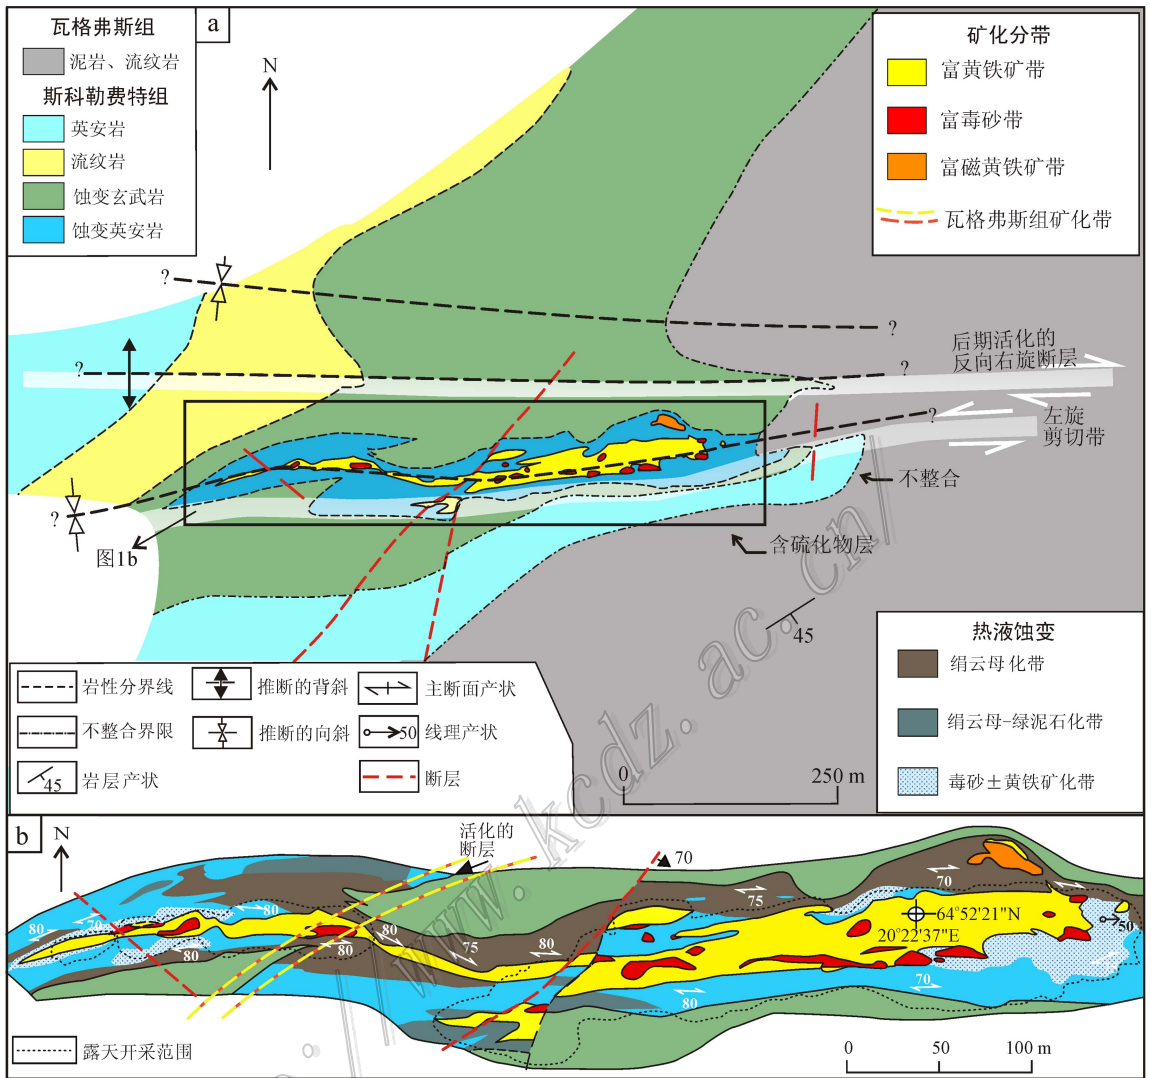 a
瓦格弗斯组
泥岩、流纹岩
斯科勒费特组
英安岩
流纹岩
蚀变玄武岩
蚀变英安岩
N
矿化分带
富黄铁矿带
富毒砂带
富磁黄铁矿带
瓦格弗斯组矿化带
?
?
?
?
后期活化的
反向右旋断层
?
左旋
剪切带
?
不整合
图1b
含硫化物层
45
热液蚀变
绢云母化带
绢云母-绿泥石化带
毒砂±黄铁矿化带
岩性分界线
推断的背斜
主断面产状
不整合界限
推断的向斜
50
线理产状
45
岩层产状
断层
0
250 m
www.kcdz.ac.cn/
b
N
活化的
断层
70
70
75
80
70
80
80
80
80
75
80
80
64°52'21"N
20°22'37"E
50
70
80
露天开采范围
0
50
100 m